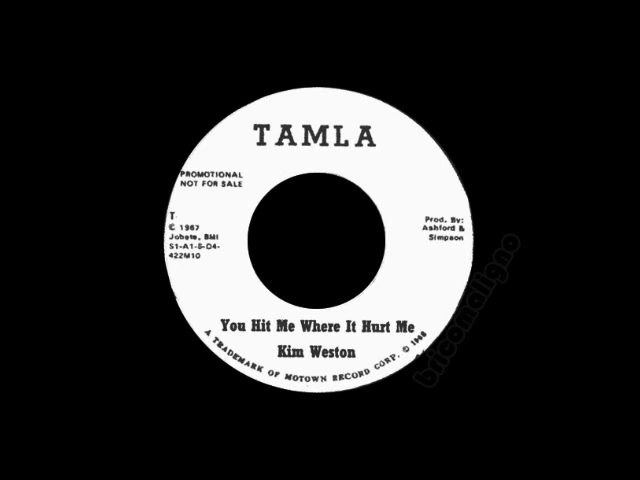 TAMLA
PROMOTIONAL
NOT FOR SALE
T
© 1967
Jobete, BMI
S1-A1-S-D4-
422M10
Prod. By:
Ashford &
Simpson
You Hit Me Where It Hurt Me
Kim Weston
A TRADEMARK OF MOTOWN RECORD CORP. © 1968
bricomaligno